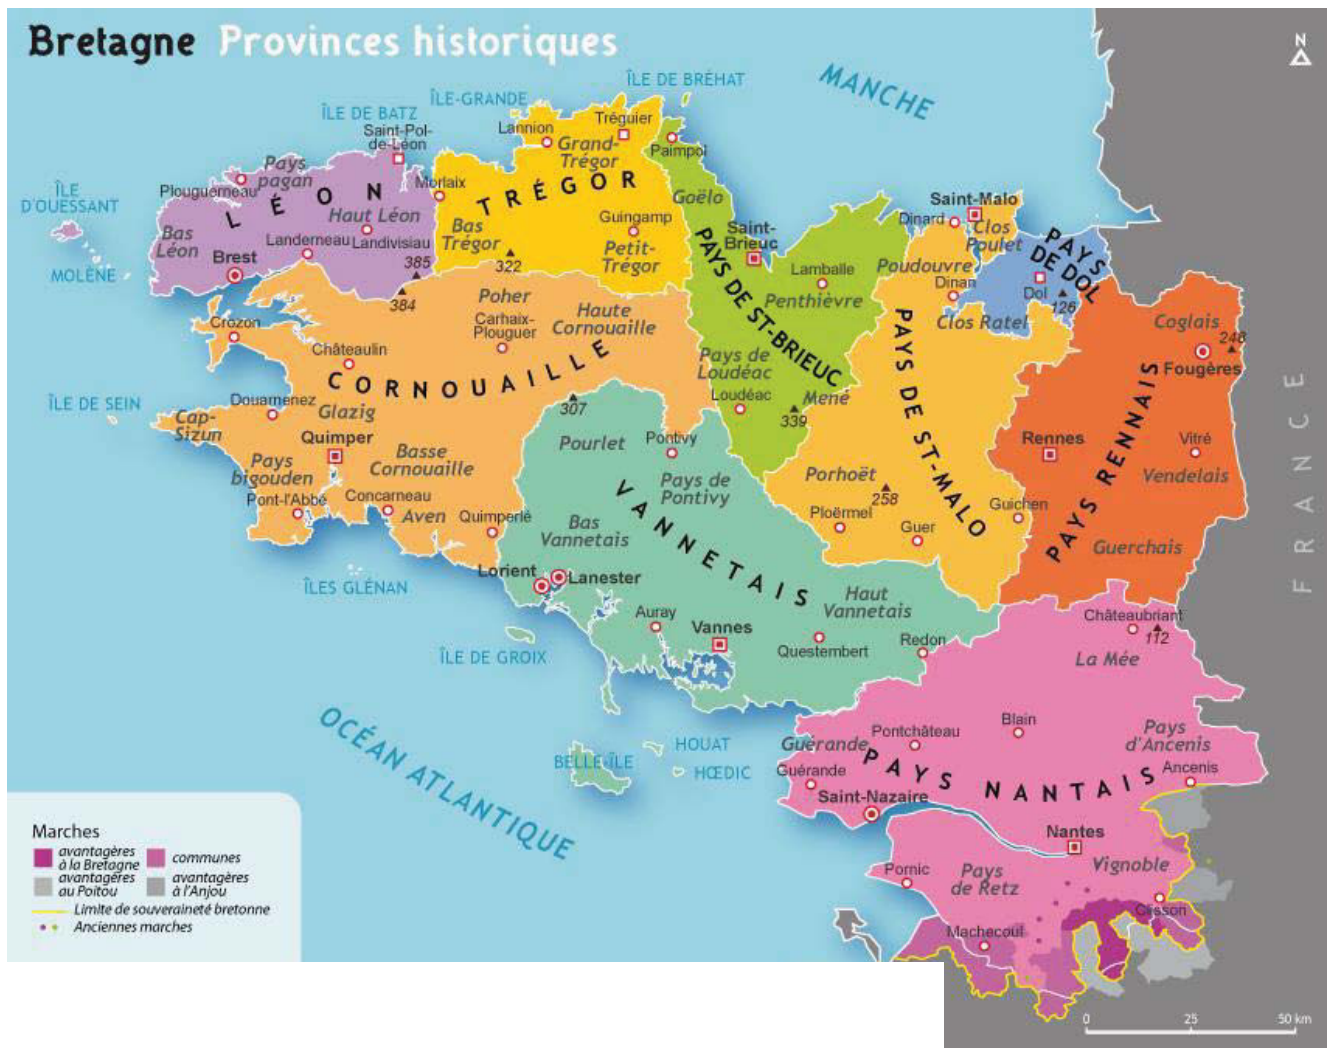 Bretagne Provinces historiques
N
MANCHE
ÎLE DE BRÉHAT
ÎLE-GRANDE
ÎLE DE BATZ
Saint-Pol-
de-Léon
Lannion
Tréguier
Grand-
Trégor
Paimpol
Pays
pagan
Plouguerneau
Morlaix
ÎLE
D'OUESSANT
LÉON
Haut Léon
Bas
Léon
Landerneau
Landivisiau
Brest
385
384
MOLÈNE
TRÉGOR
Bas
Trégor
Guingamp
Petit-
Trégor
322
Goëlo
Saint-
Brieuc
PAYS DE ST-BRIEUC
Lamballe
Penthièvre
Pays de
Loudéac
Loudéac
Mené
339
Saint-Malo
Dinard
Clos
Poulet
Poudouvre
Dinan
Clos Ratel
PAYS
DE DOL
Dol
126
PAYS DE ST-MALO
Porhoët
258
Ploërmel
Guer
Guichen
Coglais
248
Fougères
PAYS RENNAIS
Rennes
Vitré
Vendelais
Guerchais
FRANCE
Crozon
Poher
Carhaix-
Plouguer
Haute
Cornouaille
Châteaulin
CORNOUAILLE
Douarnenez
Glazig
307
ÎLE DE SEIN
Cap-
Sizun
Quimper
Basse
Cornouaille
Pays
bigouden
Pont-l'Abbé
Concarneau
Aven
Quimperlé
ÎLES GLÉNAN
Pourlet
Pontivy
Pays de
Pontivy
VANNETAIS
Bas
Vannetais
Lorient
Lanester
Haut
Vannetais
Auray
Vannes
Questembert
Redon
ÎLE DE GROIX
OCÉAN ATLANTIQUE
BELLE-ÎLE
HOUAT
HŒDIC
Châteaubriant
112
La Mée
Blain
Pontchâteau
Pays
d'Ancenis
Ancenis
Guérande
Guérande
PAYS NANTAIS
Saint-Nazaire
Nantes
Vignoble
Pornic
Pays
de Retz
Clisson
Machecoul
Marches
avantagères
à la Bretagne
communes
avantagères
au Poitou
avantagères
à l'Anjou
Limite de souveraineté bretonne
Anciennes marches
0 25 50 km